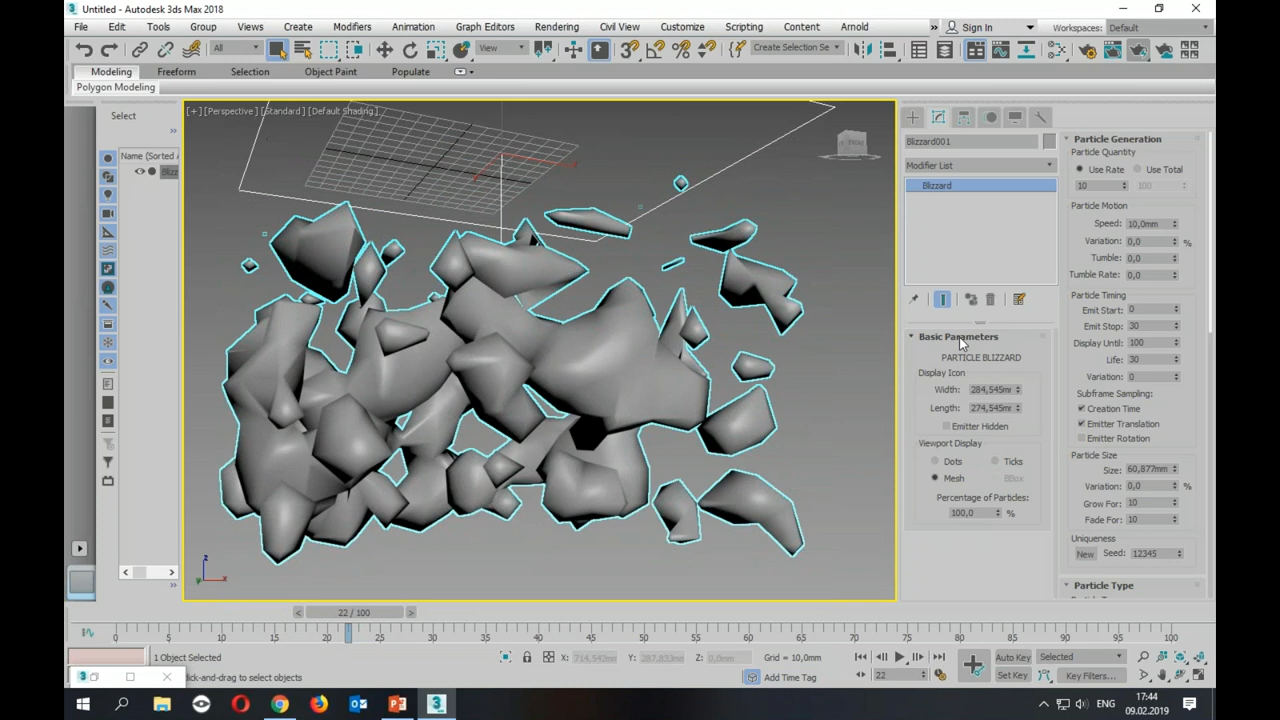 Untitled - Autodesk 3ds Max 2018
File Edit Tools Group Views Create Modifiers Animation Graph Editors Rendering Civil View Customize Scripting Content Arnold » Sign In Workspaces: Default
All View Create Selection Se
Modeling Freeform Selection Object Paint Populate
Polygon Modeling
Select
Name (Sorted A
Blizz
[+] [Perspective] [Standard] [Default Shading]
Blizzard001
Modifier List
Blizzard
Basic Parameters
PARTICLE BLIZZARD
Display Icon
Width: 284,545mr
Length: 274,545mr
Emitter Hidden
Viewport Display
Dots Ticks
Mesh BBox
Percentage of Particles:
100,0 %
Particle Generation
Particle Quantity
Use Rate Use Total
10 100
Particle Motion
Speed: 10,0mm
Variation: 0,0 %
Tumble: 0,0
Tumble Rate: 0,0
Particle Timing
Emit Start: 0
Emit Stop: 30
Display Until: 100
Life: 30
Variation: 0
Subframe Sampling:
Creation Time
Emitter Translation
Emitter Rotation
Particle Size
Size: 60,877mm
Variation: 0,0 %
Grow For: 10
Fade For: 10
Uniqueness
New Seed: 12345
Particle Type
z
y x
< 22 / 100 >
0 5 10 15 20 25 30 35 40 45 50 55 60 65 70 75 80 85 90 95 100
1 Object Selected X: 714,542mm Y: 287,833mm Z: 0,0mm Grid = 10,0mm Auto Key Selected
dick-and-drag to select objects Add Time Tag 22 Set Key Key Filters...
ENG
17:44
09.02.2019